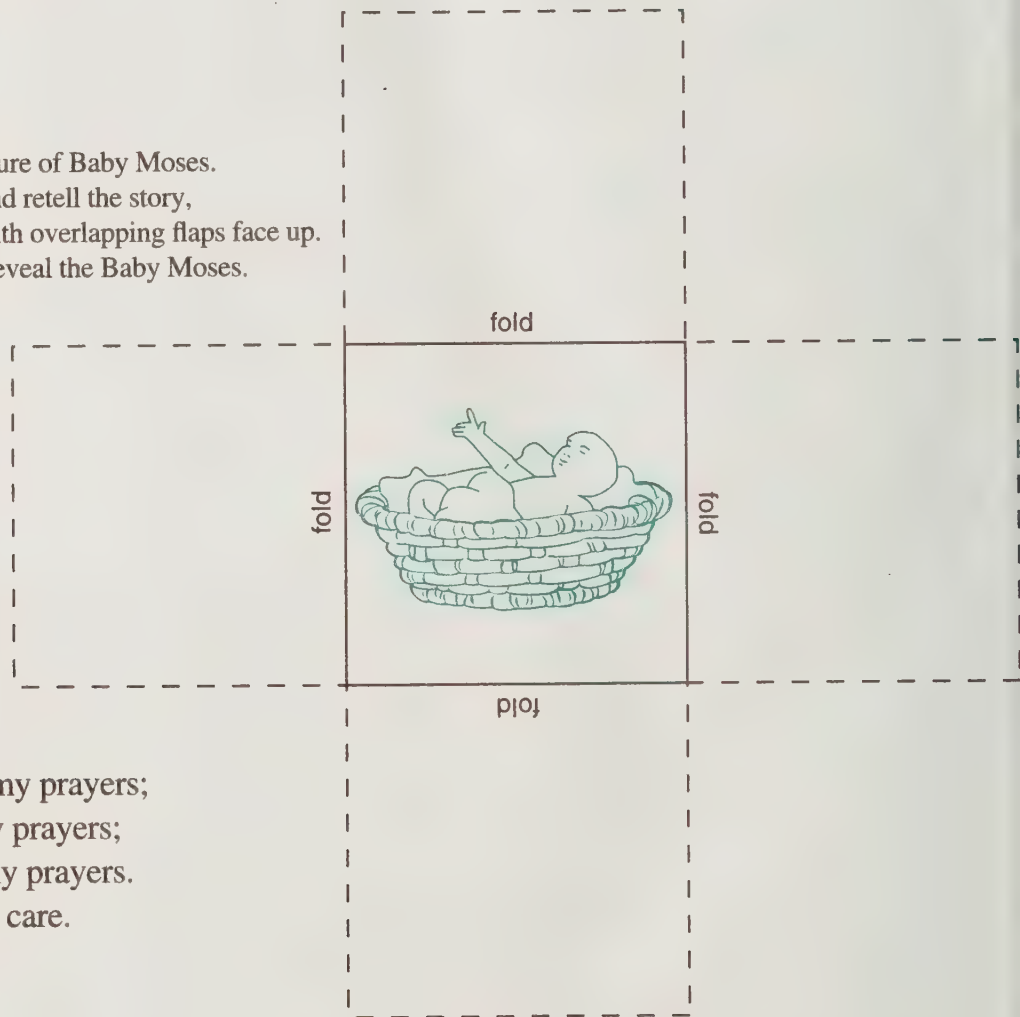 ure of Baby Moses.
d retell the story,
th overlapping flaps face up.
eveal the Baby Moses.
fold
fold
fold
fold
my prayers;
prayers;
y prayers.
care.